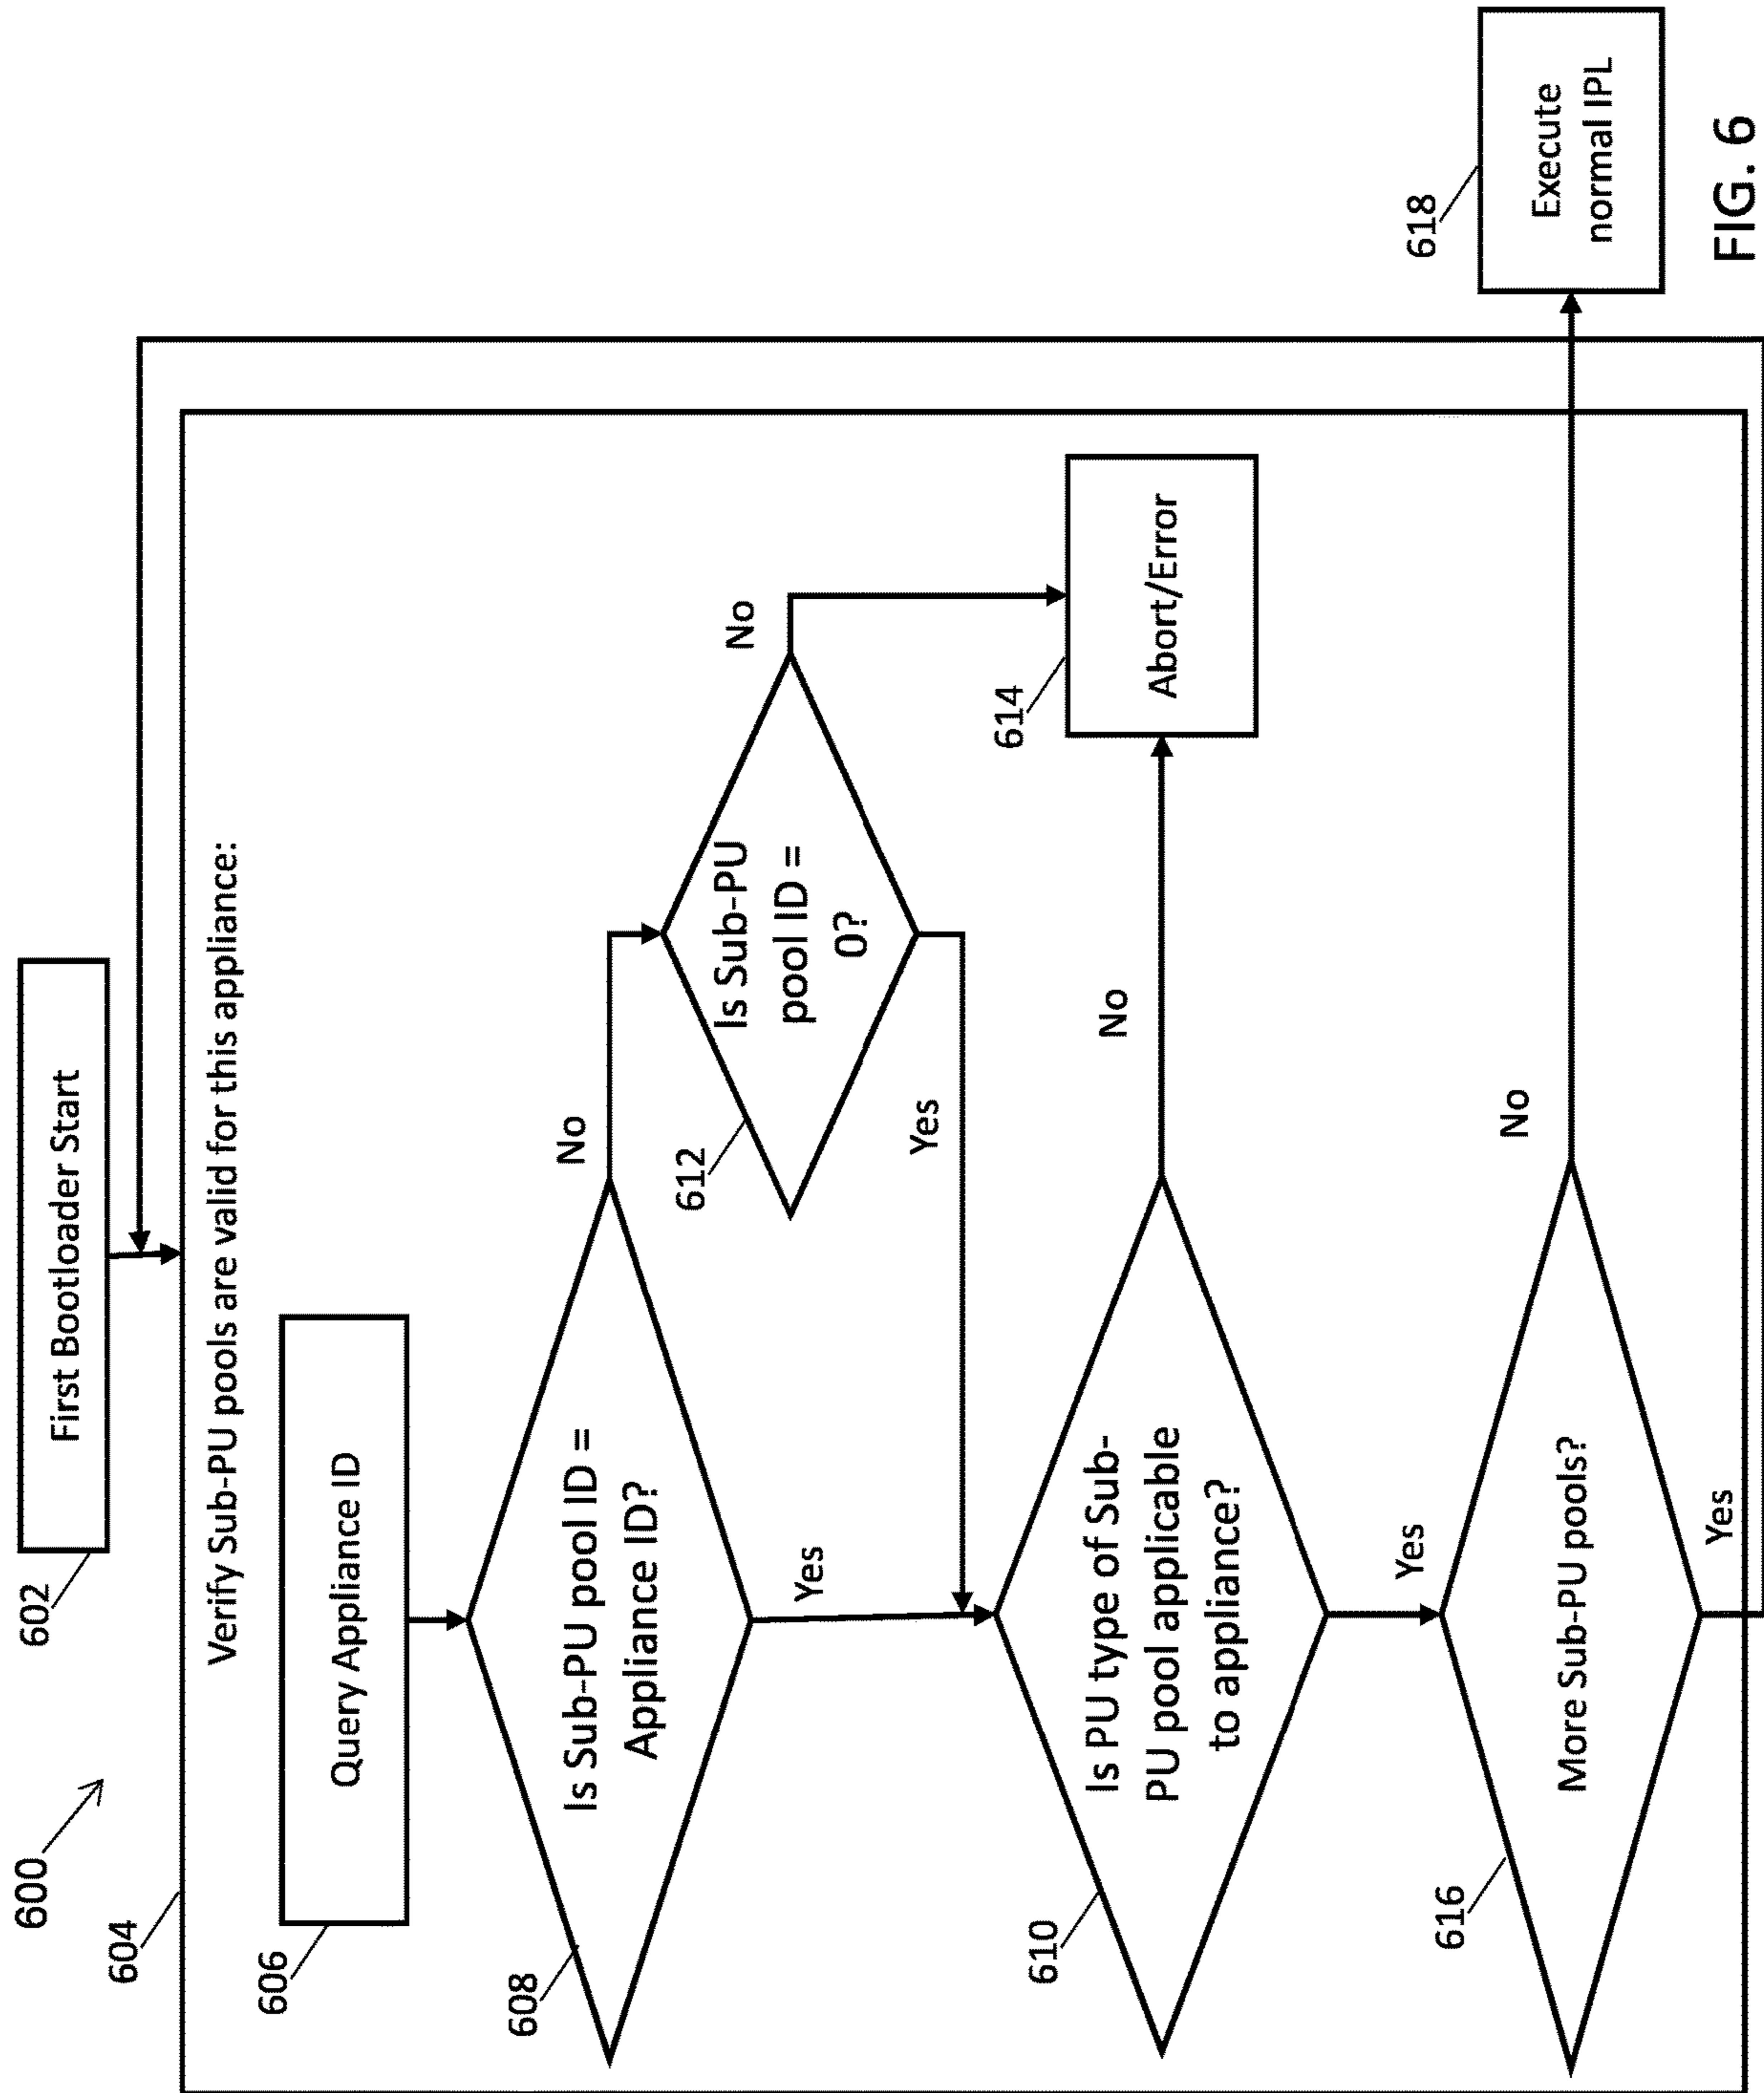 600
602
First Bootloader Start
604
Verify Sub-PU pools are valid for this appliance:
606
Query Appliance ID
608
Is Sub-PU pool ID =
Appliance ID?
No
Yes
612
Is Sub-PU
pool ID =
0?
No
Yes
610
Is PU type of Sub-
PU pool applicable
to appliance?
No
614
Abort/Error
Yes
616
More Sub-PU pools?
No
Yes
618
Execute
normal IPL
FIG. 6